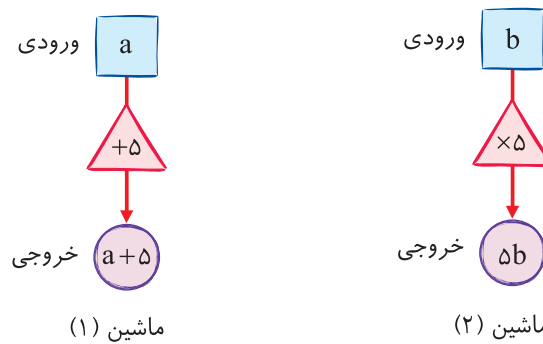 ورودی a
ورودی b
+۵
×۵
خروجی a+۵
خروجی ۵b
ماشین (۱)
ماشین (۲)